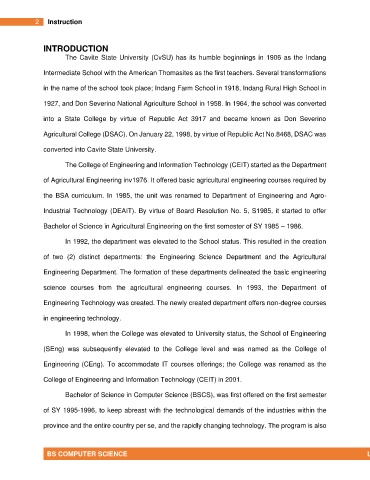 2 Instruction
INTRODUCTION
The Cavite State University (CvSU) has its humble beginnings in 1906 as the Indang
Intermediate School with the American Thomasites as the first teachers. Several transformations
in the name of the school took place; Indang Farm School in 1918, Indang Rural High School in
1927, and Don Severino National Agriculture School in 1958. In 1964, the school was converted
into a State College by virtue of Republic Act 3917 and became known as Don Severino
Agricultural College (DSAC). On January 22, 1998, by virtue of Republic Act No.8468, DSAC was
converted into Cavite State University.
The College of Engineering and Information Technology (CEIT) started as the Department
of Agricultural Engineering inv1976. It offered basic agricultural engineering courses required by
the BSA curriculum. In 1985, the unit was renamed to Department of Engineering and Agro-
Industrial Technology (DEAIT). By virtue of Board Resolution No. 5, S1985, it started to offer
Bachelor of Science in Agricultural Engineering on the first semester of SY 1985 – 1986.
In 1992, the department was elevated to the School status. This resulted in the creation
of two (2) distinct departments: the Engineering Science Department and the Agricultural
Engineering Department. The formation of these departments delineated the basic engineering
science courses from the agricultural engineering courses. In 1993, the Department of
Engineering Technology was created. The newly created department offers non-degree courses
in engineering technology.
In 1998, when the College was elevated to University status, the School of Engineering
(SEng) was subsequently elevated to the College level and was named as the College of
Engineering (CEng). To accommodate IT courses offerings; the College was renamed as the
College of Engineering and Information Technology (CEIT) in 2001.
Bachelor of Science in Computer Science (BSCS), was first offered on the first semester
of SY 1995-1996, to keep abreast with the technological demands of the industries within the
province and the entire country per se, and the rapidly changing technology. The program is also
BS COMPUTER SCIENCE L